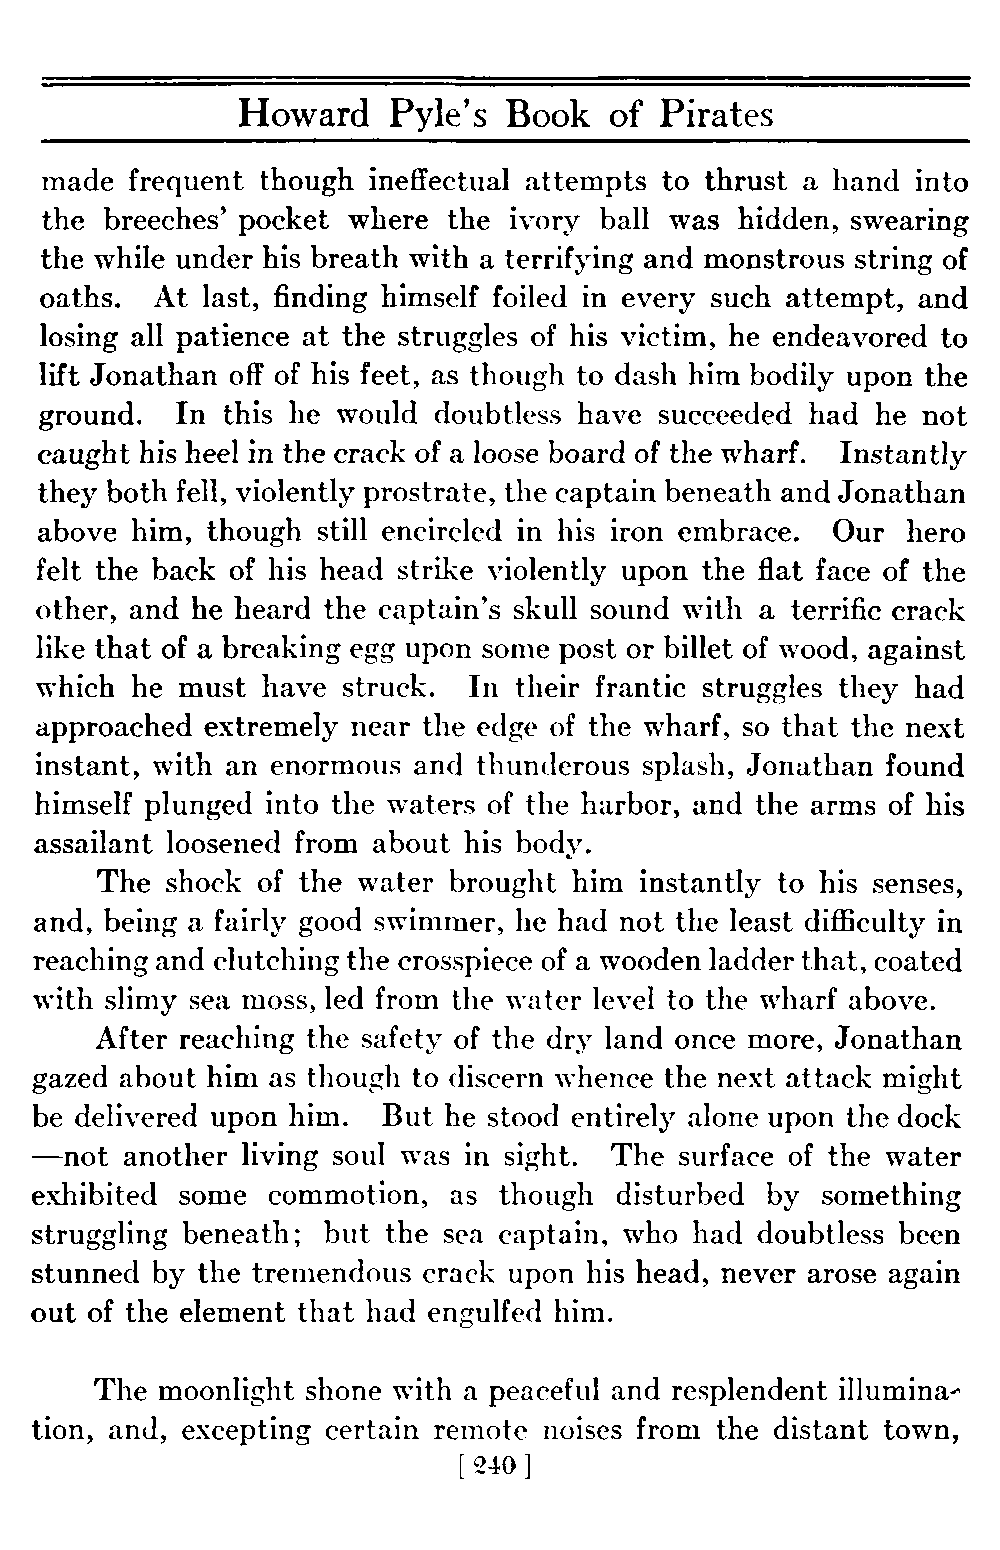 Howard Pyle's Book of Pirates
made frequent though ineffectual attempts to thrust a hand into
the breeches' pocket where the ivory ball was hidden, swearing
the while under his breath with a terrifying and monstrous string of
oaths. At last, finding himself foiled in every such attempt, and
losing all patience at the struggles of his victim, he endeavored to
lift Jonathan off of his feet, as though to dash him bodily upon the
ground. In this he would doubtless have succeeded had he not
caught his heel in the crack of a loose board of the wharf. Instantly
they both fell, violently prostrate, the captain beneath and Jonathan
above him, though still encircled in his iron embrace. Our hero
felt the back of his head strike violently upon the flat face of the
other, and he heard the captain's skull sound with a terrific crack
like that of a breaking egg upon some post or billet of wood, against
which he must have struck. In their frantic struggles they had
approached extremely near the edge of the wharf, so that the next
instant, with an enormous and thunderous splash, Jonathan found
himself plunged into the waters of the harbor, and the arms of his
assailant loosened from about his body.
The shock of the water brought him instantly to his senses,
and, being a fairly good swimmer, he had not the least difficulty in
reaching and clutching the crosspiece of a wooden ladder that, coated
with slimy sea moss, led from the water level to the wharf above.
After reaching the safety of the dry land once more, Jonathan
gazed about him as though to discern whence the next attack might
be delivered upon him. But he stood entirely alone upon the dock
—not another living soul was in sight. The surface of the water
exhibited some commotion, as though disturbed by something
struggling beneath; but the sea captain, who had doubtless been
stunned by the tremendous crack upon his head, never arose again
out of the element that had engulfed him.
The moonlight shone with a peaceful and resplendent illumina-
tion, and, excepting certain remote noises from the distant town,
[ 240 ]